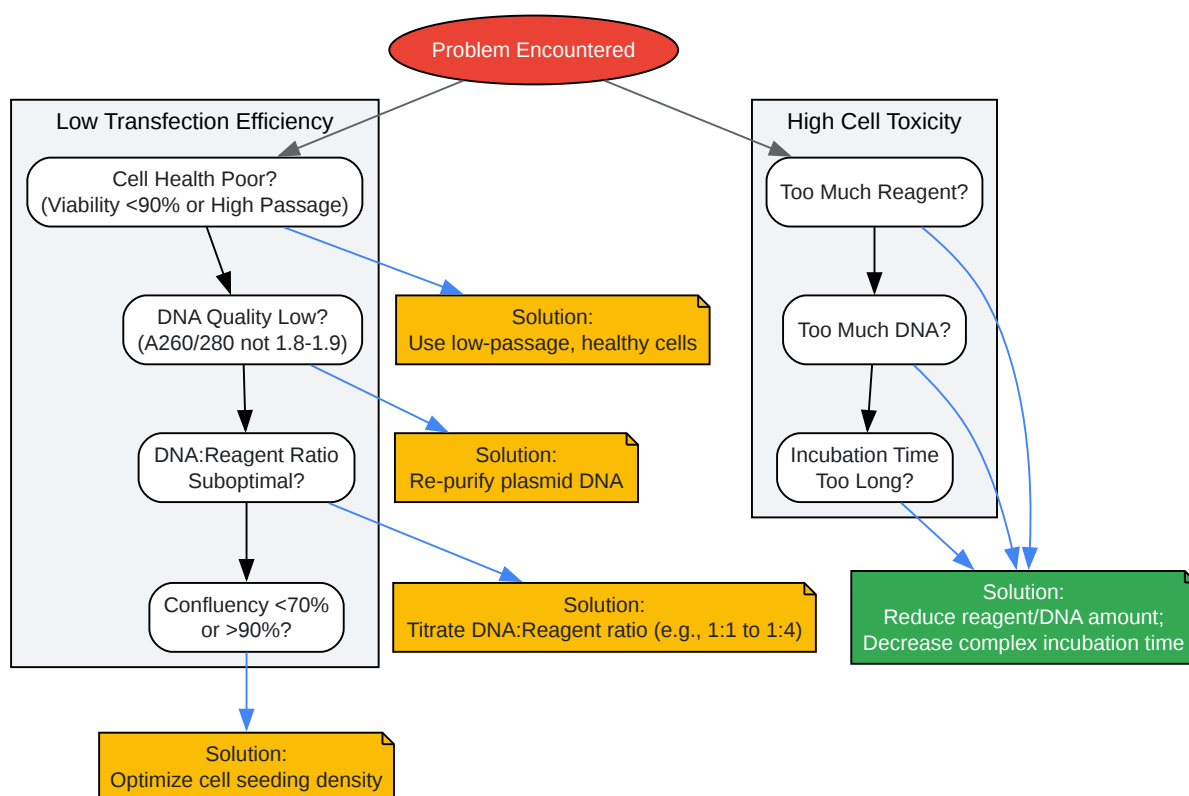 Problem Encountered
Low Transfection Efficiency
Cell Health Poor?
(Viability <90% or High Passage)
DNA Quality Low?
(A260/280 not 1.8-1.9)
DNA:Reagent Ratio
Suboptimal?
Confluency <70%
or >90%?
Solution:
Use low-passage, healthy cells
Solution:
Re-purify plasmid DNA
Solution:
Titrate DNA:Reagent ratio (e.g., 1:1 to 1:4)
Solution:
Optimize cell seeding density
High Cell Toxicity
Too Much Reagent?
Too Much DNA?
Incubation Time
Too Long?
Solution:
Reduce reagent/DNA amount;
Decrease complex incubation time